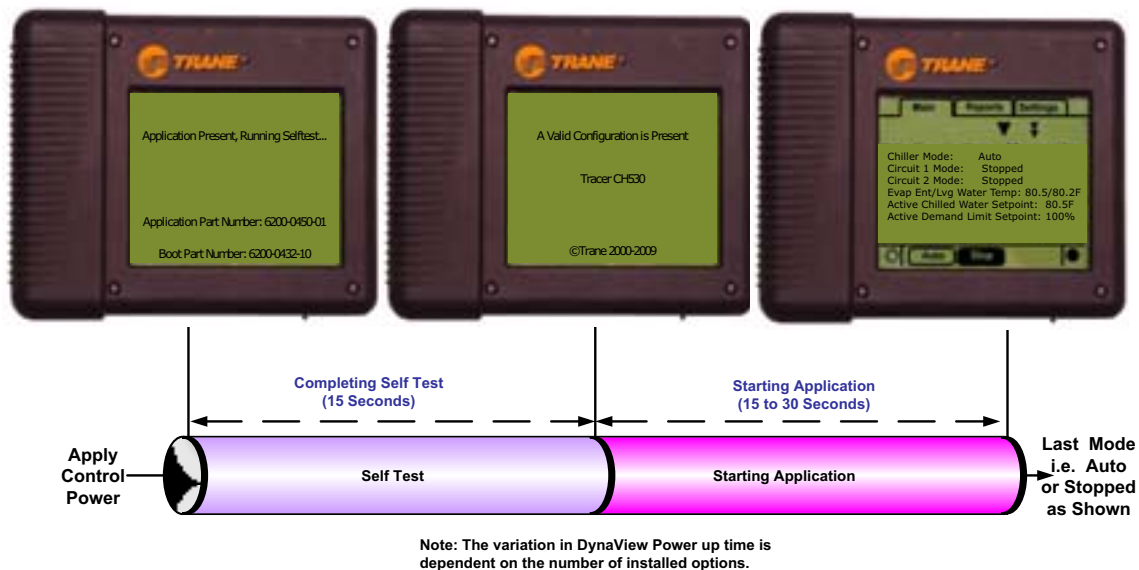 TRANE
Application Present, Running Selftest...
Application Part Number: 6200-0450-01
Boot Part Number: 6200-0432-10
TRANE
A Valid Configuration is Present
Tracer CH530
©Trane 2000-2009
TRANE
Main Reports Settings
Chiller Mode: Auto
Circuit 1 Mode: Stopped
Circuit 2 Mode: Stopped
Evap Ent/Lvg Water Temp: 80.5/80.2F
Active Chilled Water Setpoint: 80.5F
Active Demand Limit Setpoint: 100%
Auto Stop
Completing Self Test
(15 Seconds)
Starting Application
(15 to 30 Seconds)
Apply
Control
Power
Self Test
Starting Application
Last Mode
i.e. Auto
or Stopped
as Shown
Note: The variation in DynaView Power up time is
dependent on the number of installed options.